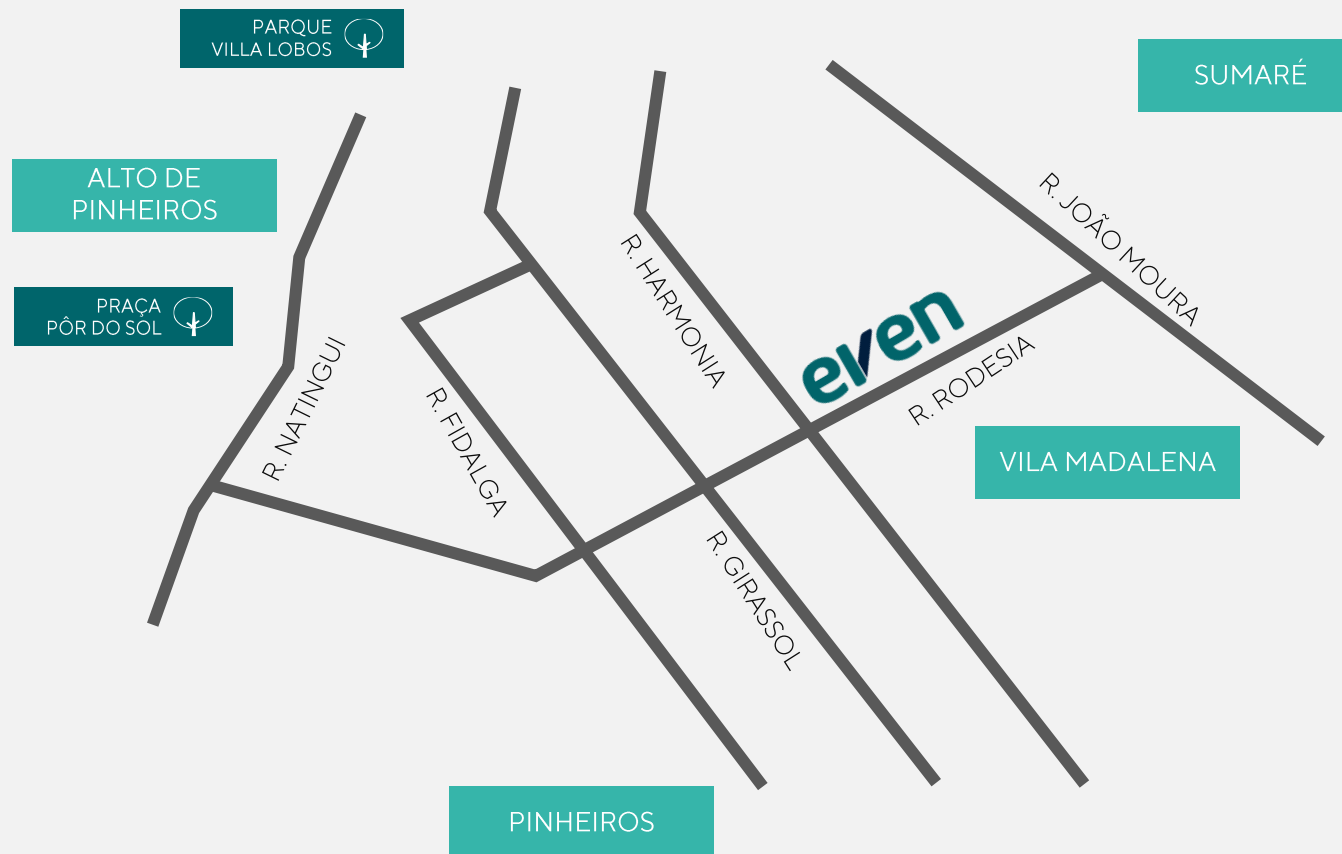 PARQUE
VILLA LOBOS
SUMARÉ
ALTO DE
PINHEIROS
R. JOÃO MOURA
R. HARMONIA
PRAÇA
PÔR DO SOL
even
R. NATINGUI
R. RODESIA
R. FIDALGA
VILA MADALENA
R. GIRASSOL
PINHEIROS